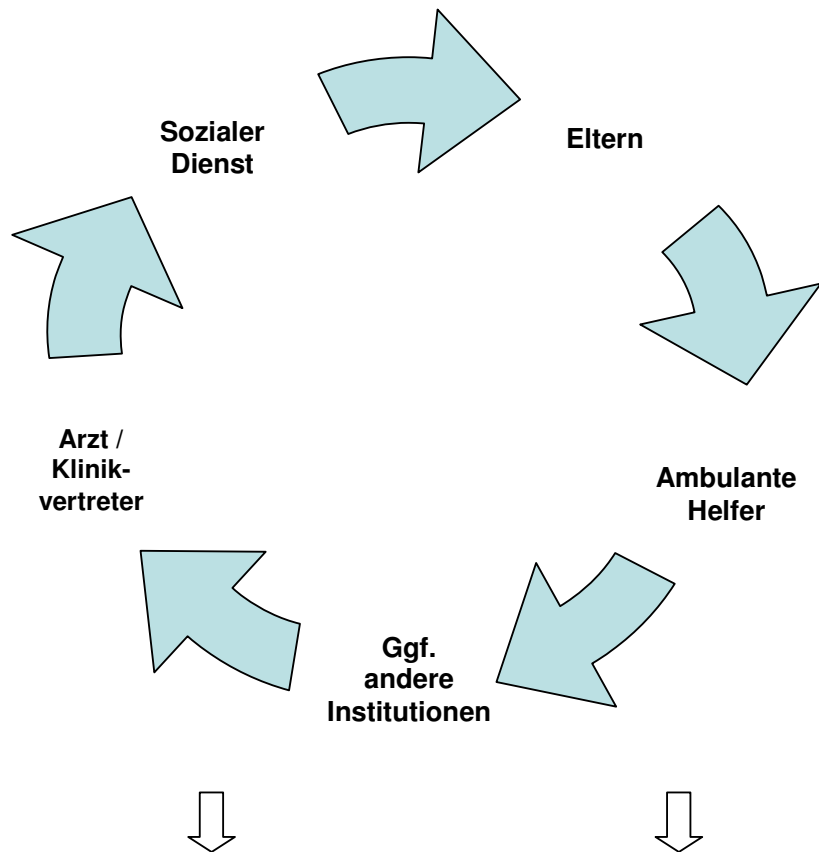 Sozialer
Dienst
Eltern
Arzt /
Klinik-
vertreter
Ambulante
Helfer
Ggf.
andere
Institutionen